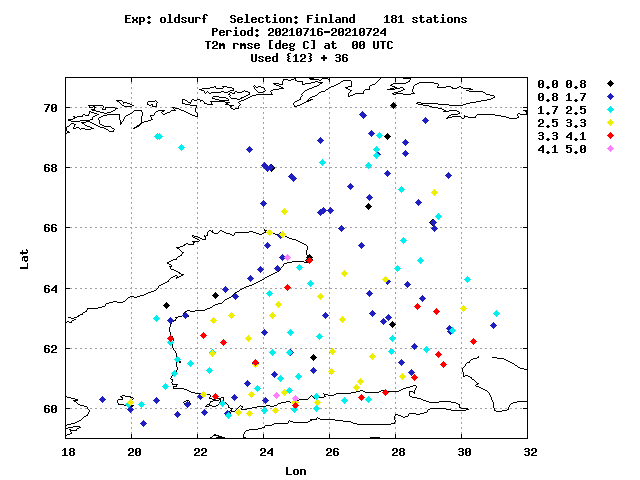 Exp: oldsurf   Selection: Finland    181 stations
Period: 20210716-20210724
T2m rmse [deg C] at  00 UTC
Used {12} + 36
0.0 0.8
0.8 1.7
1.7 2.5
2.5 3.3
3.3 4.1
4.1 5.0
70
68
66
64
62
60
Lat
18 20 22 24 26 28 30 32
Lon